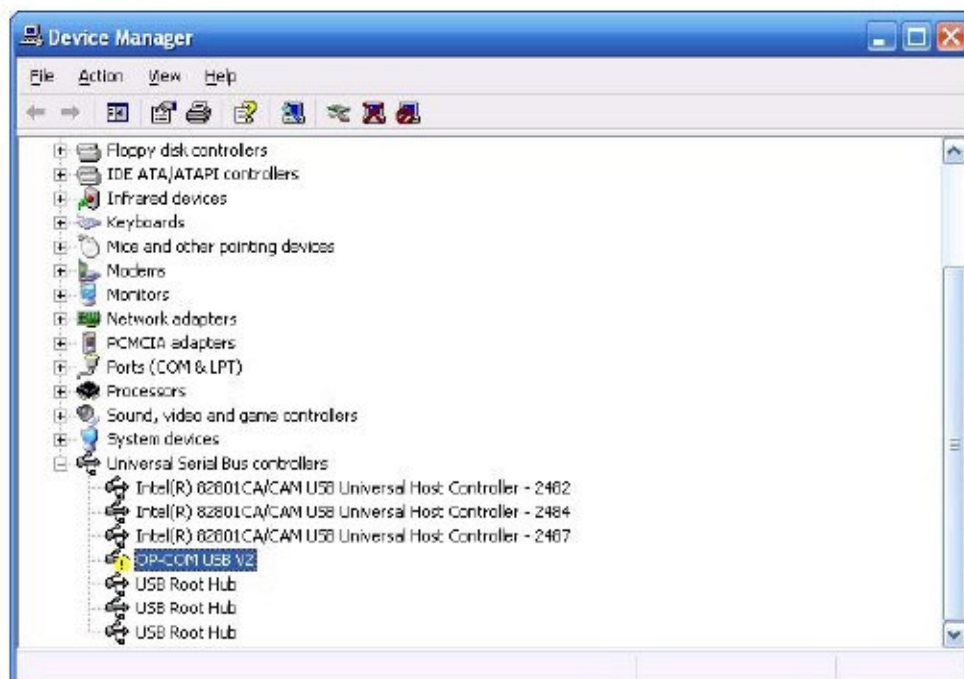 Device Manager
File Action View Help
Floppy disk controllers
IDE ATA/ATAPI controllers
Infrared devices
Keyboards
Mice and other pointing devices
Modems
Monitors
Network adapters
PCMCIA adapters
Ports (COM & LPT)
Processors
Sound, video and game controllers
System devices
Universal Serial Bus controllers
Intel(R) 82801CA/CAM USB Universal Host Controller - 2482
Intel(R) 82801CA/CAM USB Universal Host Controller - 2484
Intel(R) 82801CA/CAM USB Universal Host Controller - 2487
OP-COM USB V2
USB Root Hub
USB Root Hub
USB Root Hub